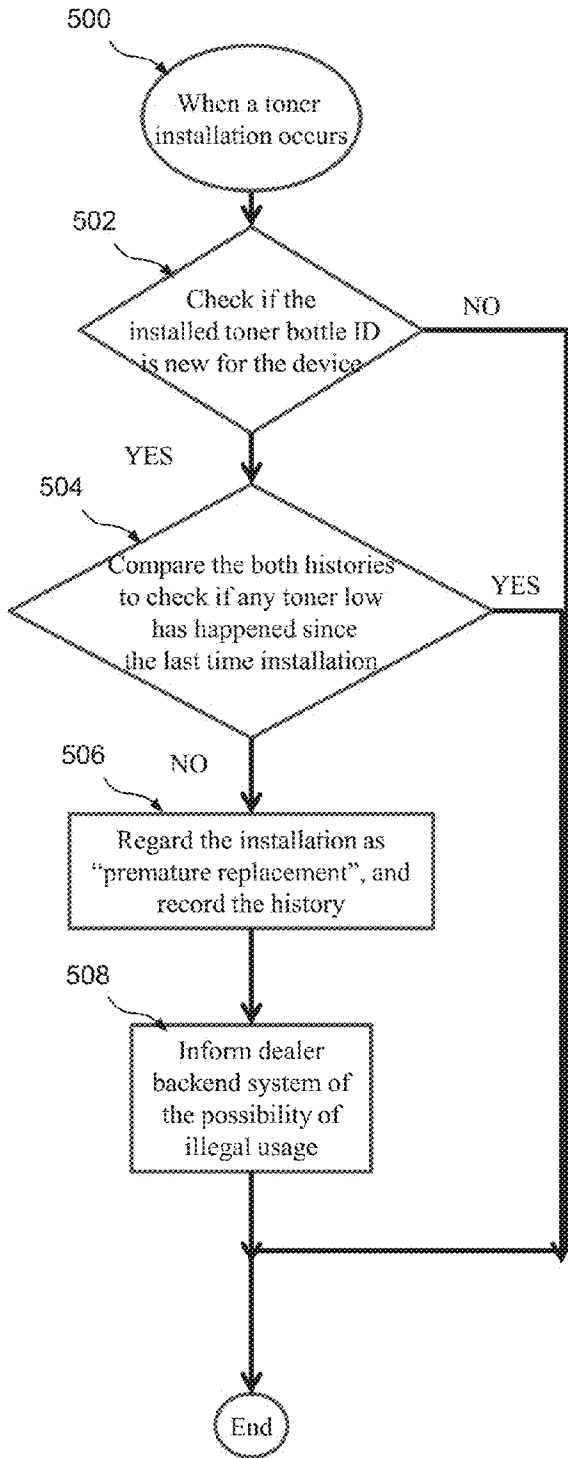 500
When a toner
installation occurs
502
Check if the
installed toner bottle ID
is new for the device
NO
YES
504
Compare the both histories
to check if any toner low
has happened since
the last time installation
YES
NO
506
Regard the installation as
“premature replacement”, and
record the history
508
Inform dealer
backend system of
the possibility of
illegal usage
End